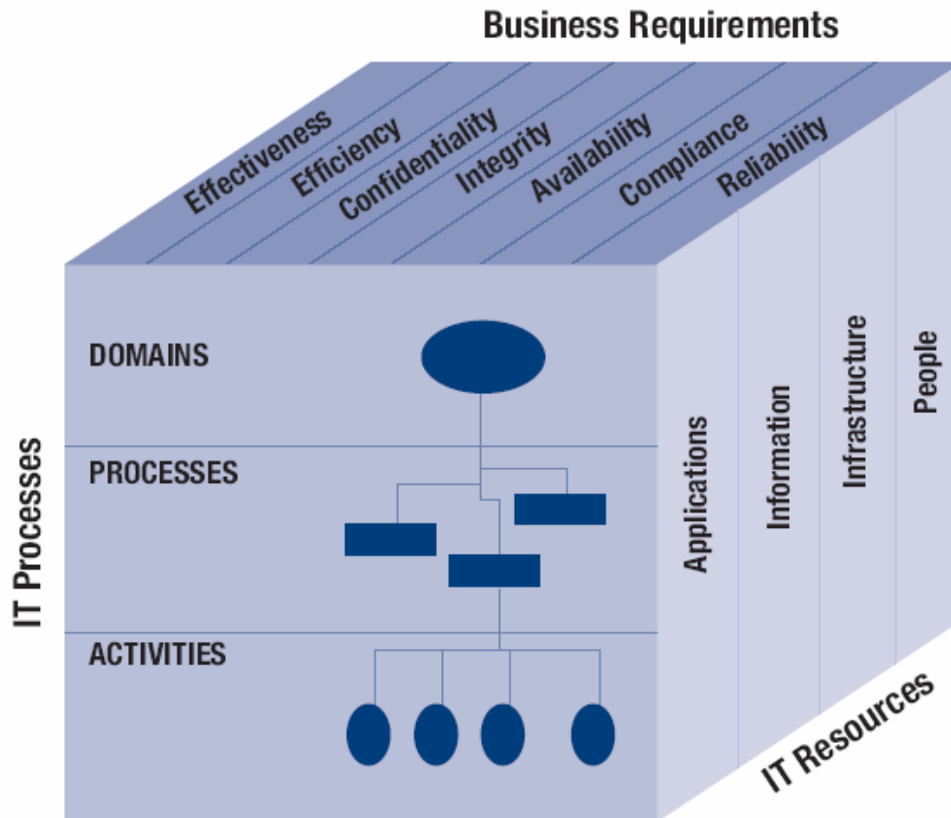 Business Requirements
Effectiveness
Efficiency
Confidentiality
Integrity
Availability
Compliance
Reliability
IT Processes
DOMAINS
PROCESSES
ACTIVITIES
Applications
Information
Infrastructure
People
IT Resources